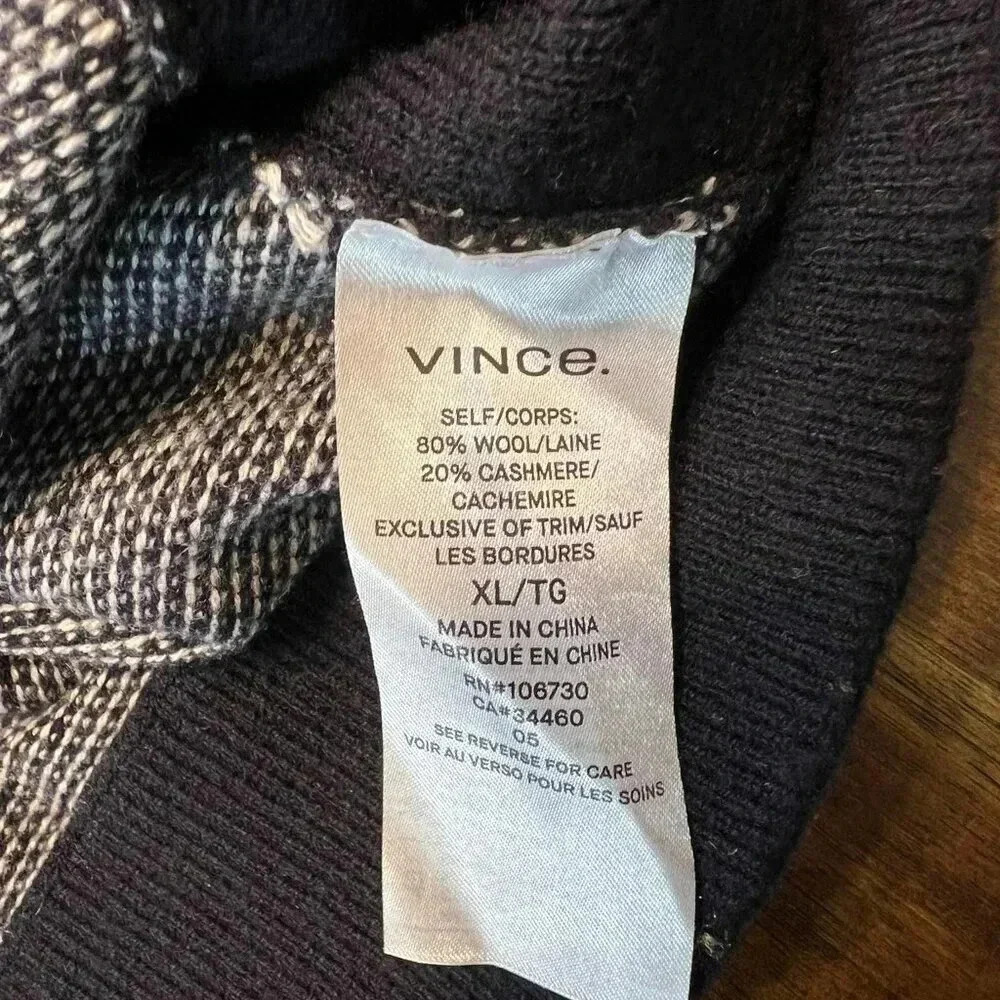 VINCe.
SELF/CORPS:
80% WOOL/LAINE
20% CASHMERE/
CACHEMIRE
EXCLUSIVE OF TRIM/SAUF
LES BORDURES
XL/TG
MADE IN CHINA
FABRIQUÉ EN CHINE
RN#106730
CA#34460
05
SEE REVERSE FOR CARE
VOIR AU VERSO POUR LES SOINS